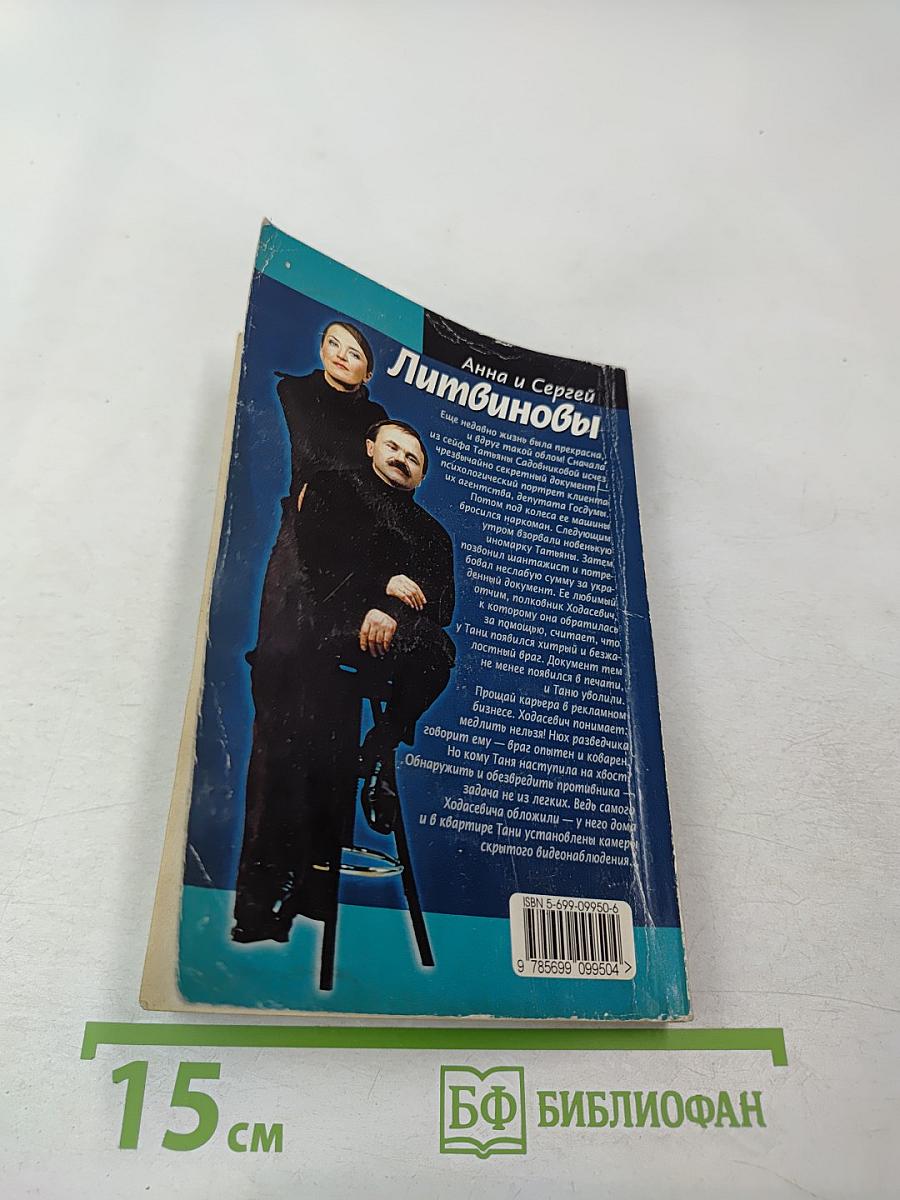 Анна и Сергей
Литвиновы
Еще недавно жизнь была прекрасна,
и вдруг такой облом! Сначала
из сейфа Татьяны Садовниковой исчез
чрезвычайно секретный документ —
психологический портрет клиента
их агентства, депутата Госдумы.
Потом под колеса ее машины
бросился наркоман. Следующим
утром взорвали новенькую
иномарку Татьяны. Затем
позвонил шантажист и потре-
бовал неслабую сумму за укра-
денный документ. Ее любимый
отчим, полковник Ходасевич,
к которому она обратилась
за помощью, считает, что
у Тани появился хитрый и безжа-
лостный враг. Документ тем
не менее появился в печати,
и Таню уволили.
Прощай карьера в рекламном
бизнесе. Ходасевич понимает:
медлить нельзя! Нюх разведчика
говорит ему — враг опытен и коварен.
Но кому Таня наступила на хвост?
Обнаружить и обезвредить противника —
задача не из легких. Ведь самого
Ходасевича обложили — у него дома
и в квартире Тани установлены камеры
скрытого видеонаблюдения...
ISBN 5-699-09950-6
9 785699 099504 >
15 см
БФ БИБЛИОФАН